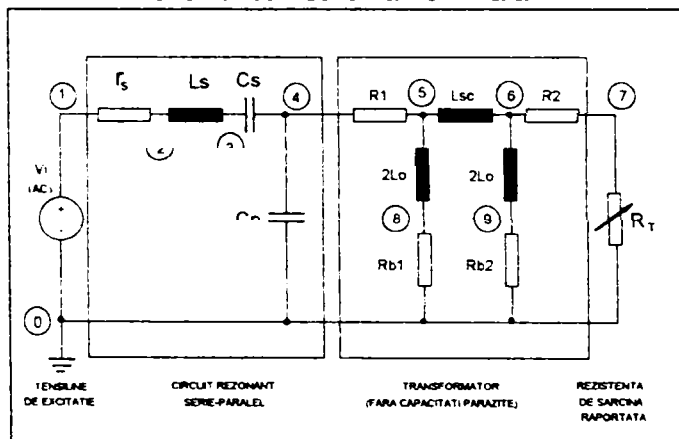 1
rs
Ls
Cs
4
R1
5
Lsc
6
R2
7
Vi
(AC)
+
2Lo
2Lo
8
9
RT
Rb1
Rb2
0
TENSIUNE
DE EXCITATIE
CIRCUIT REZONANT
SERIE-PARALEL
TRANSFORMATOR
(FARA CAPACITATI PARAZITE)
REZISTENTA
DE SARCINA
RAPORTATA